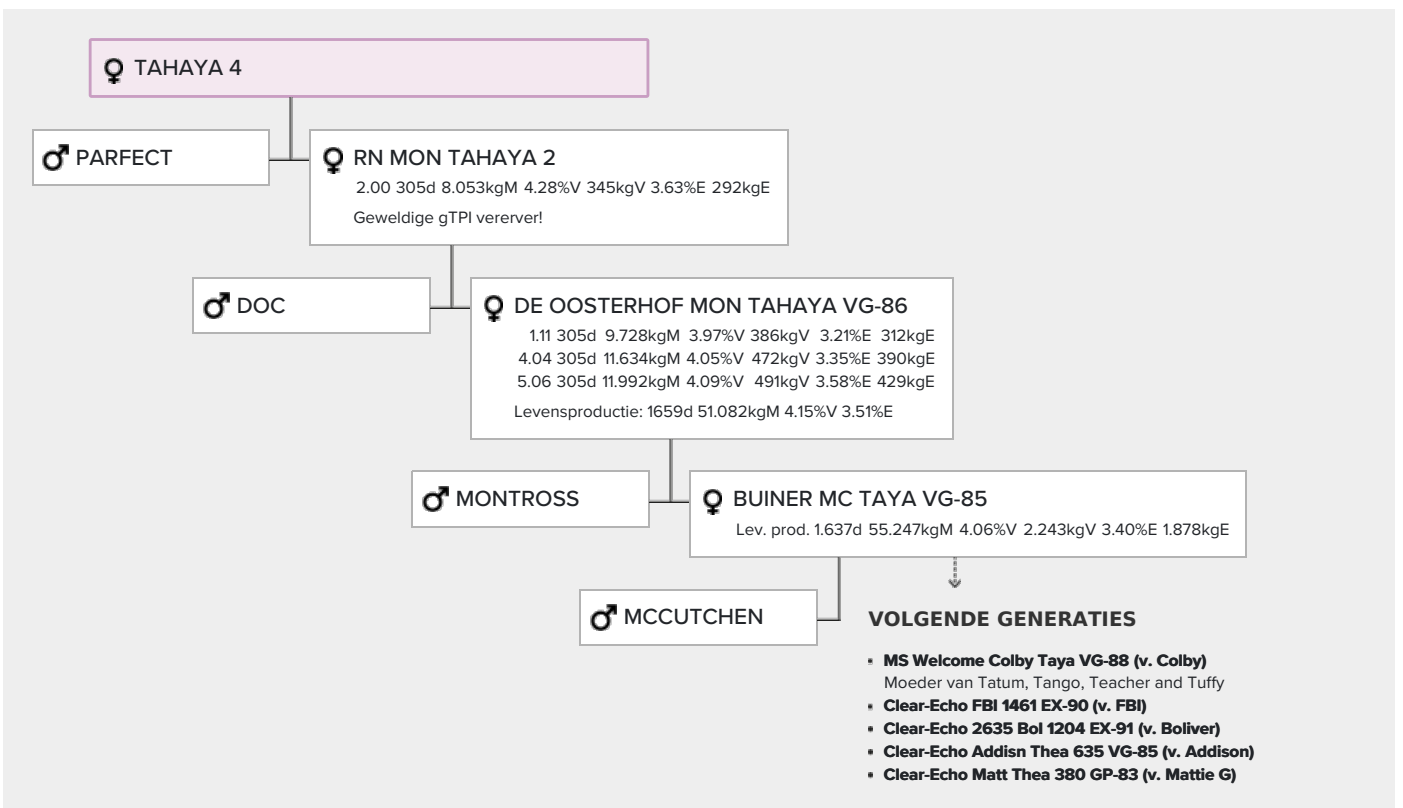 TAHAYA 4
PARFECT
RN MON TAHAYA 2
2.00 305d 8.053kgM 4.28%V 345kgV 3.63%E 292kgE
Geweldige gTPI vererver!
DOC
DE OOSTERHOF MON TAHAYA VG-86
1.11 305d 9.728kgM 3.97%V 386kgV 3.21%E 312kgE
4.04 305d 11.634kgM 4.05%V 472kgV 3.35%E 390kgE
5.06 305d 11.992kgM 4.09%V 491kgV 3.58%E 429kgE
Levensproductie: 1659d 51.082kgM 4.15%V 3.51%E
MONTROSS
BUINER MC TAYA VG-85
Lev. prod. 1.637d 55.247kgM 4.06%V 2.243kgV 3.40%E 1.878kgE
MCCUTCHEN
VOLGENDE GENERATIES
• MS Welcome Colby Taya VG-88 (v. Colby)
Moeder van Tatum, Tango, Teacher and Tuffy
• Clear-Echo FBI 1461 EX-90 (v. FBI)
• Clear-Echo 2635 Bol 1204 EX-91 (v. Boliver)
• Clear-Echo Addisn Thea 635 VG-85 (v. Addison)
• Clear-Echo Matt Thea 380 GP-83 (v. Mattie G)